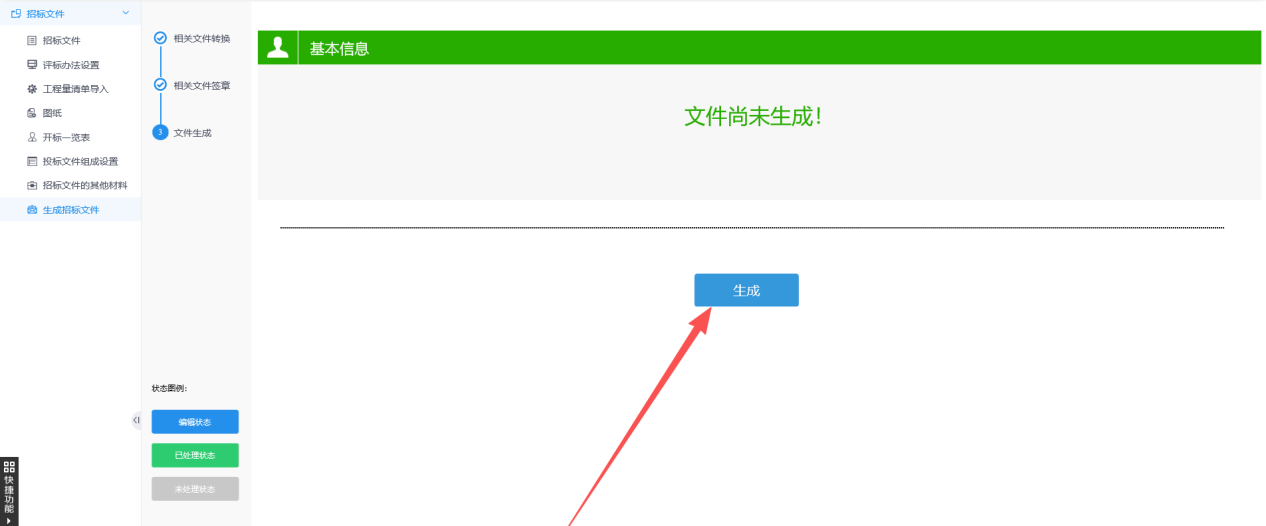 招标文件
招标文件
评标办法设置
工程量清单导入
图纸
开标一览表
投标文件组成设置
招标文件的其他材料
生成招标文件
快捷功能
相关文件转换
相关文件签章
3 文件生成
状态图例：
编辑状态
已处理状态
未处理状态
基本信息
文件尚未生成！
生成